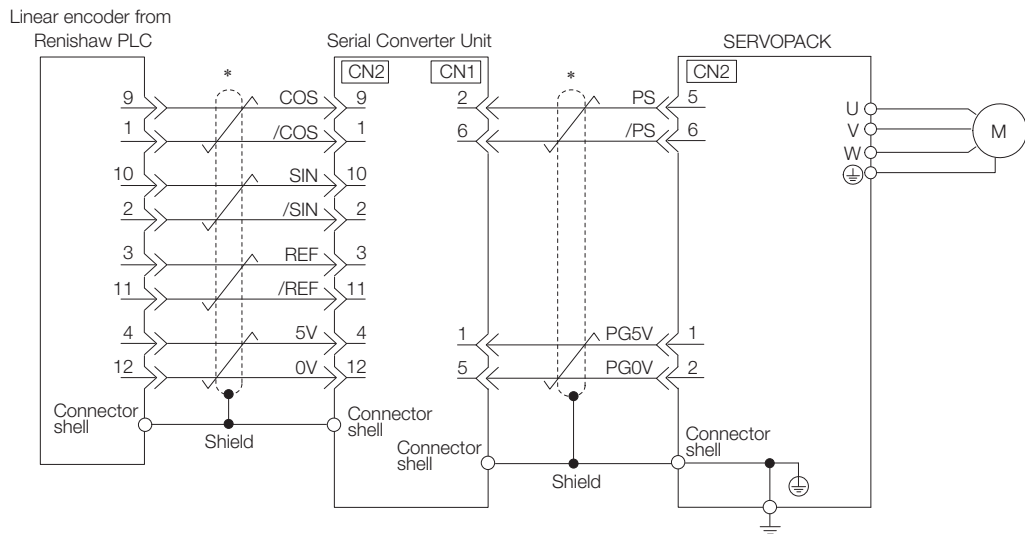 Linear encoder from
Renishaw PLC
Serial Converter Unit
SERVOPACK
CN2
CN1
CN2
*
*
9 COS 9
1 /COS 1
10 SIN 10
2 /SIN 2
3 REF 3
11 /REF 11
4 5V 4
12 0V 12
2 PS 5
6 /PS 6
1 PG5V 1
5 PG0V 2
U
V
W
M
Connector
shell
Shield
Connector
shell
Connector
shell
Shield
Connector
shell